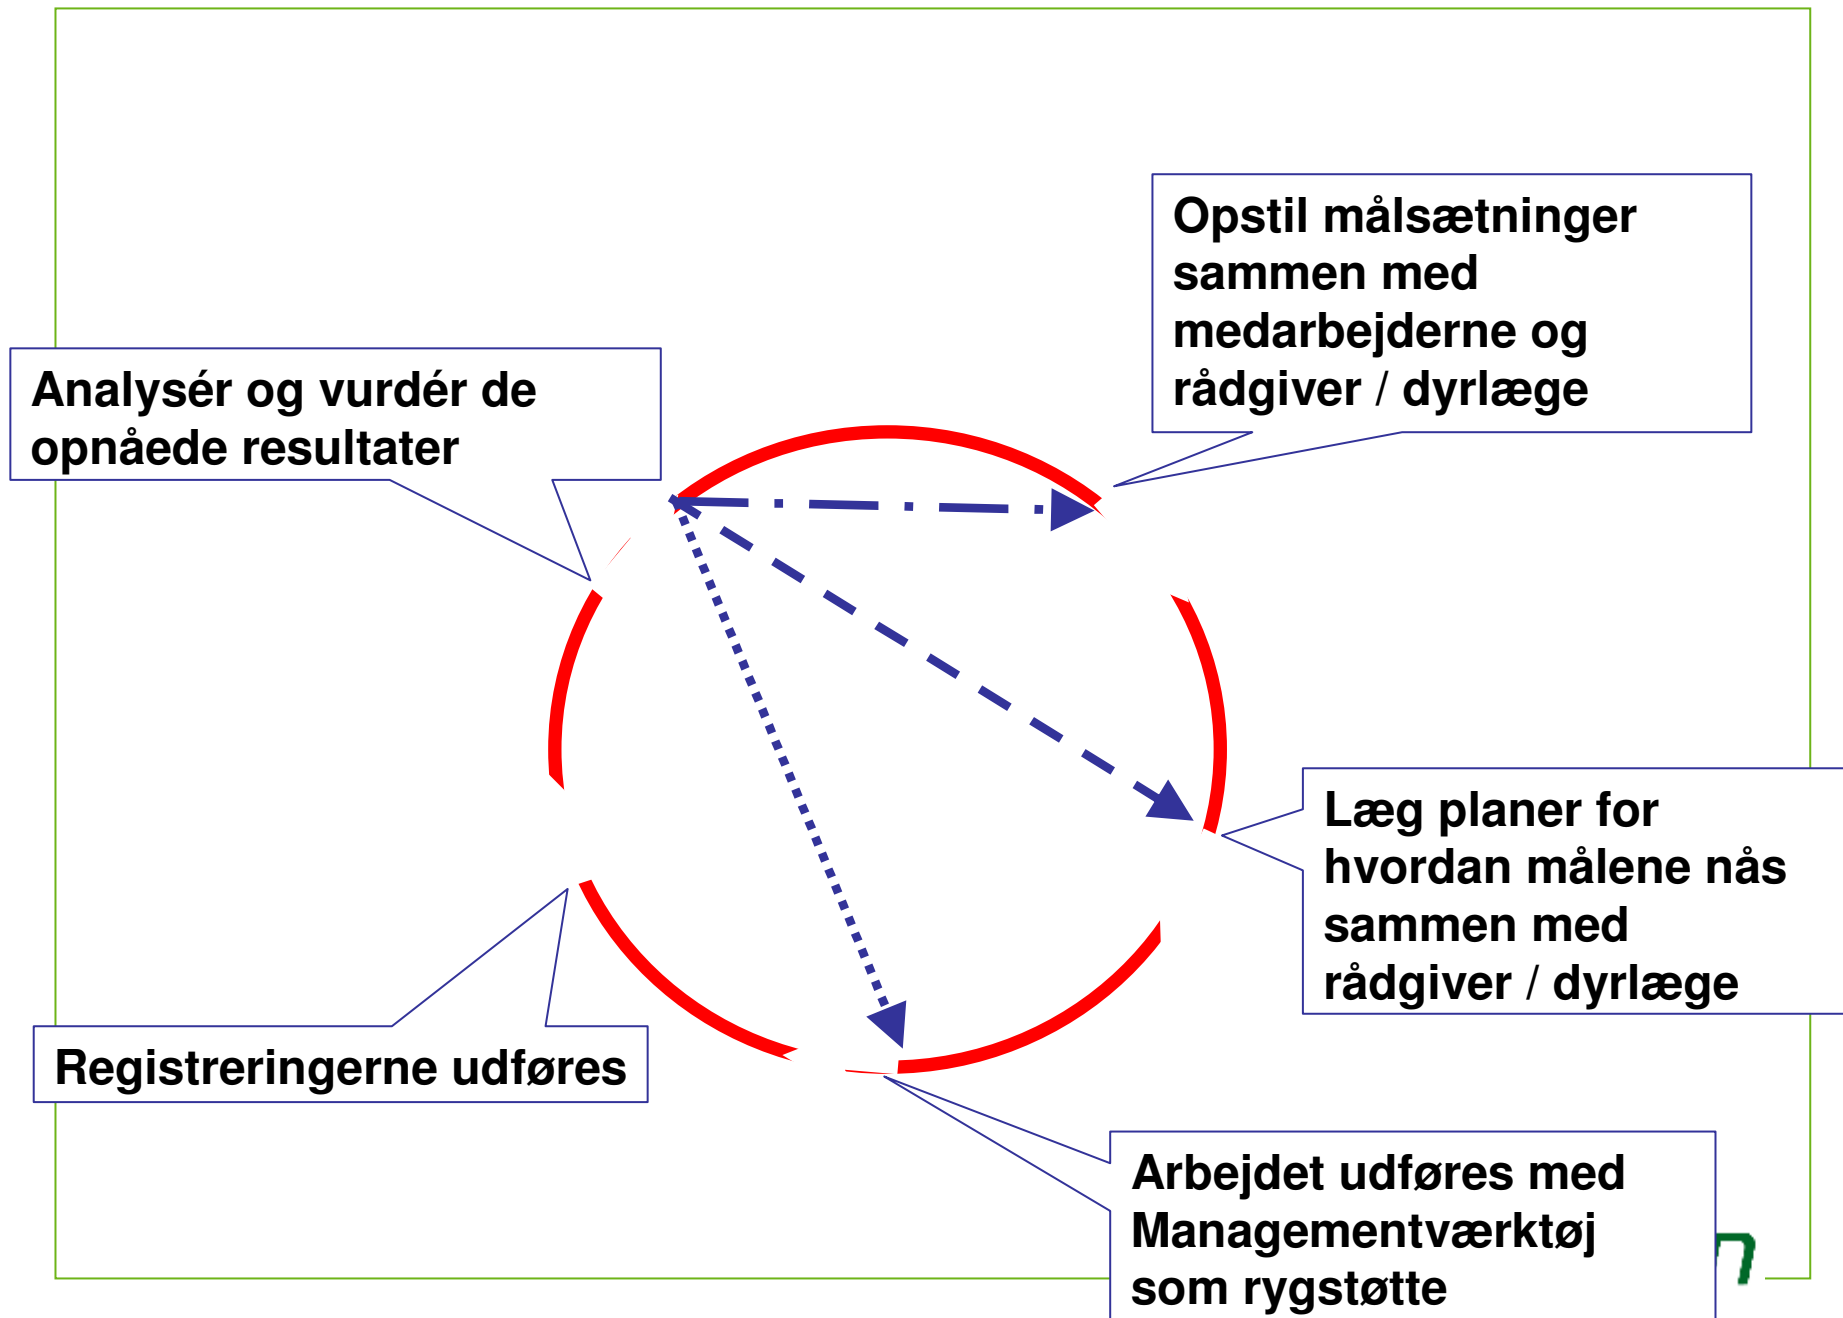 Opstil målsætninger
sammen med
medarbejderne og
rådgiver / dyrlæge
Analysér og vurdér de
opnåede resultater
Læg planer for
hvordan målene nås
sammen med
rådgiver / dyrlæge
Registreringerne udføres
Arbejdet udføres med
Managementværktøj
som rygstøtte